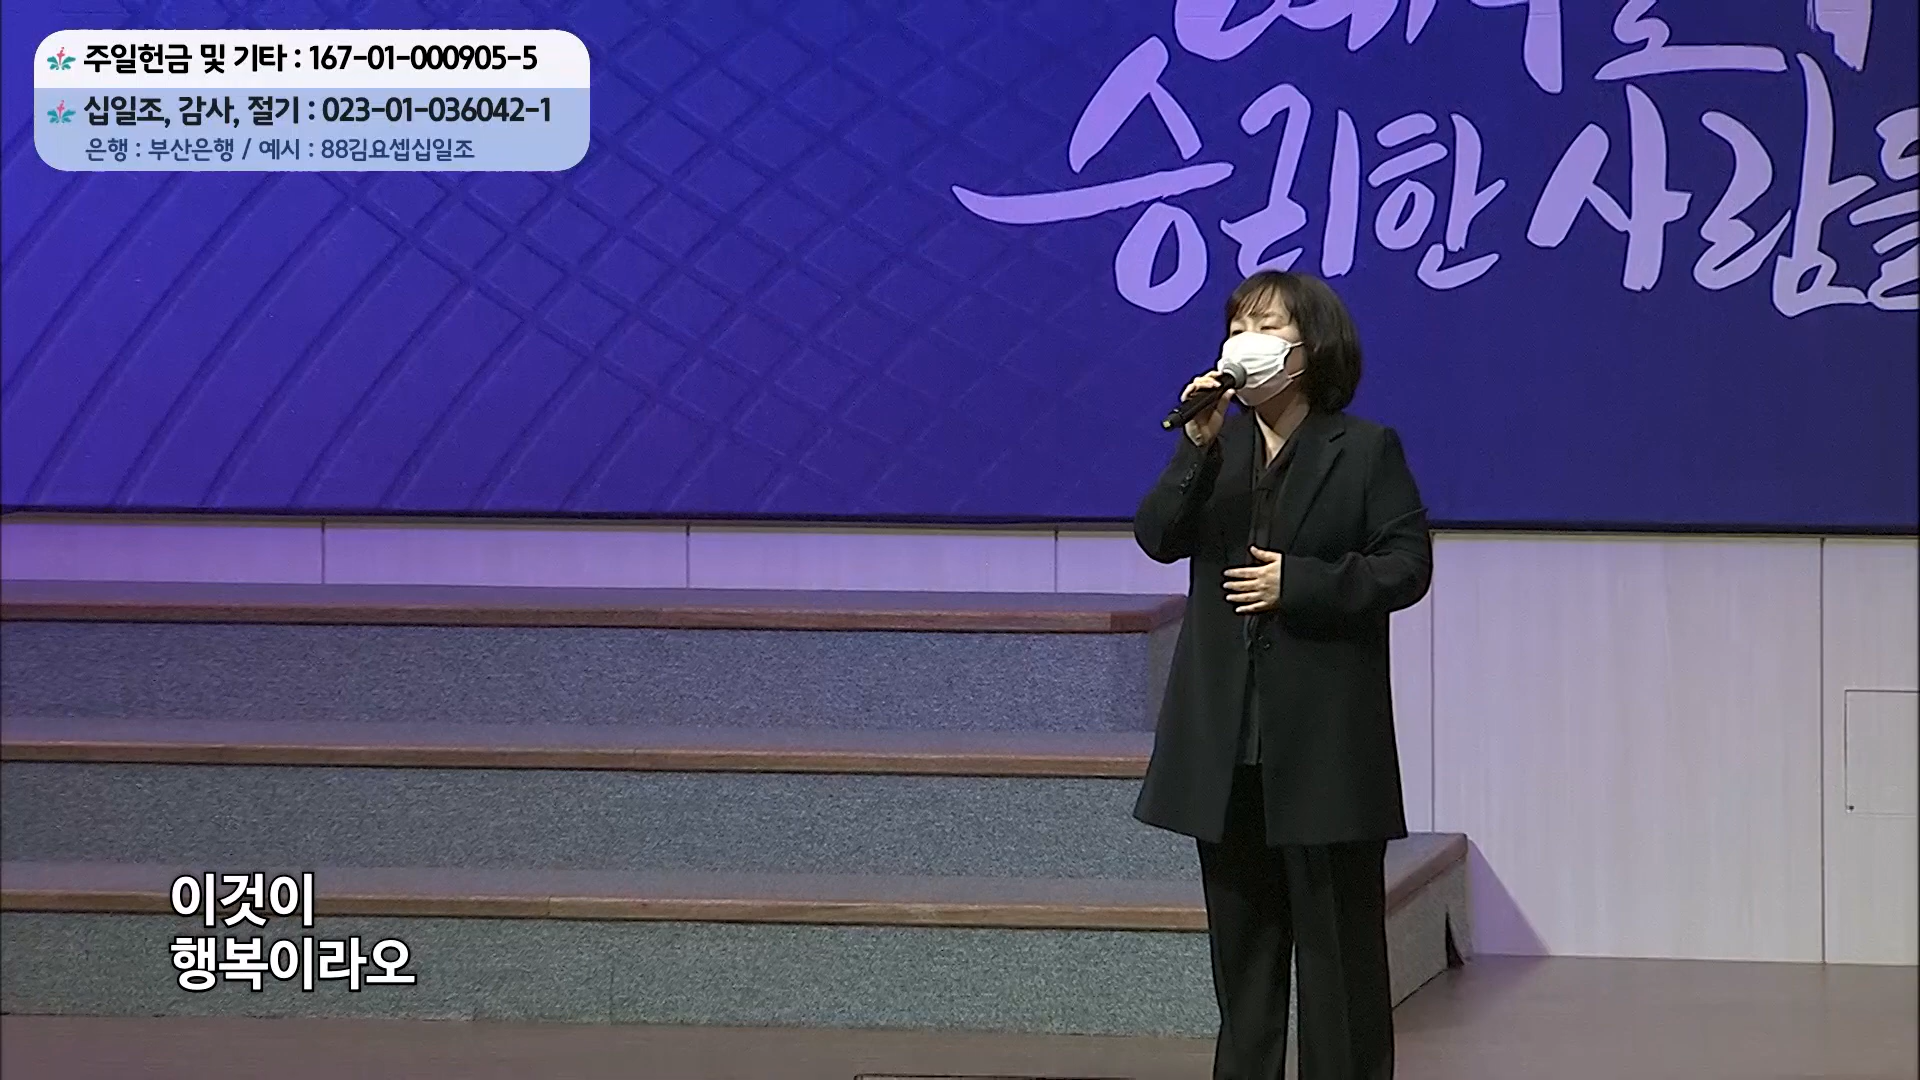 주일헌금 및 기타 : 167-01-000905-5
십일조, 감사, 절기 : 023-01-036042-1
은행 : 부산은행 / 예시 : 88김요셉십일조
승리한 사람들
이것이
행복이라오